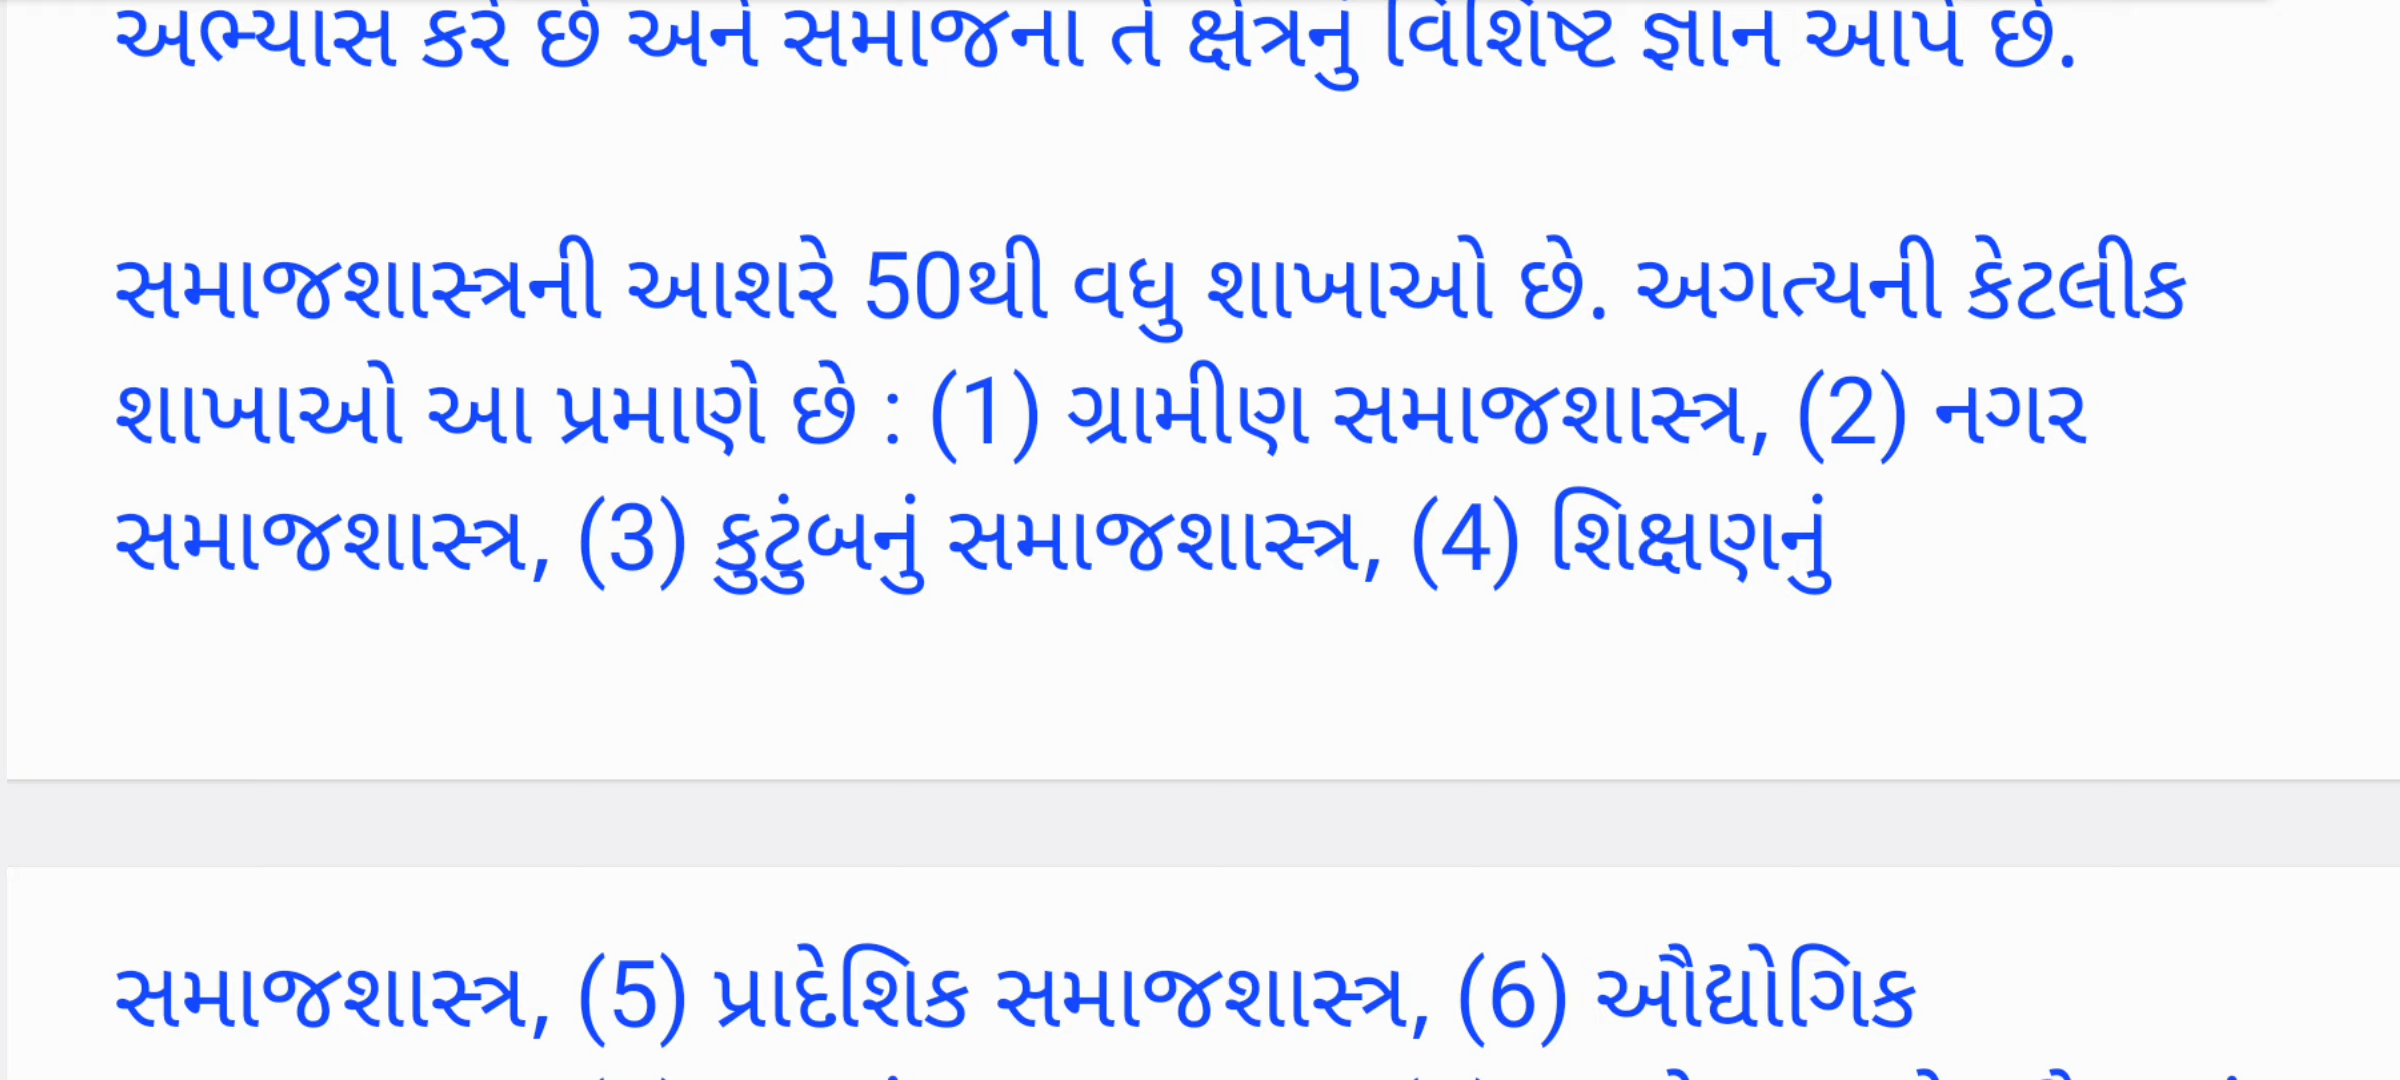 અભ્યાસ કરે છે અને સમાજના તે ક્ષેત્રનું વિશિષ્ટ જ્ઞાન આપે છે.
સમાજશાસ્ત્રની આશરે 50થી વધુ શાખાઓ છે. અગત્યની કેટલીક
શાખાઓ આ પ્રમાણે છે : (1) ગ્રામીણ સમાજશાસ્ત્ર, (2) નગર
સમાજશાસ્ત્ર, (3) કુટુંબનું સમાજશાસ્ત્ર, (4) શિક્ષણનું
સમાજશાસ્ત્ર, (5) પ્રાદેશિક સમાજશાસ્ત્ર, (6) ઔદ્યોગિક